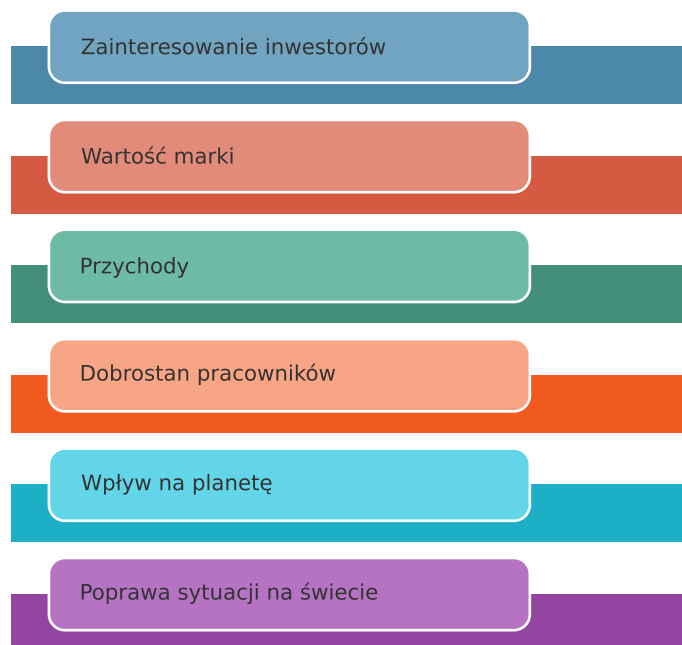 Zainteresowanie inwestorów
Wartość marki
Przychody
Dobrostan pracowników
Wpływ na planetę
Poprawa sytuacji na świecie